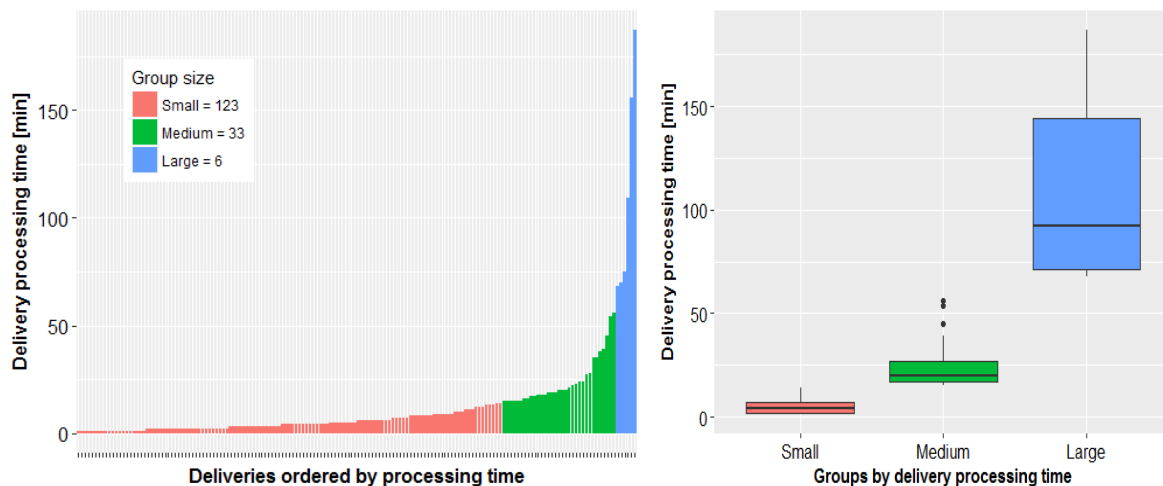 Delivery processing time [min]
150
100
50
0
Group size
Small = 123
Medium = 33
Large = 6
Deliveries ordered by processing time
Delivery processing time [min]
150
100
50
0
Small
Medium
Large
Groups by delivery processing time